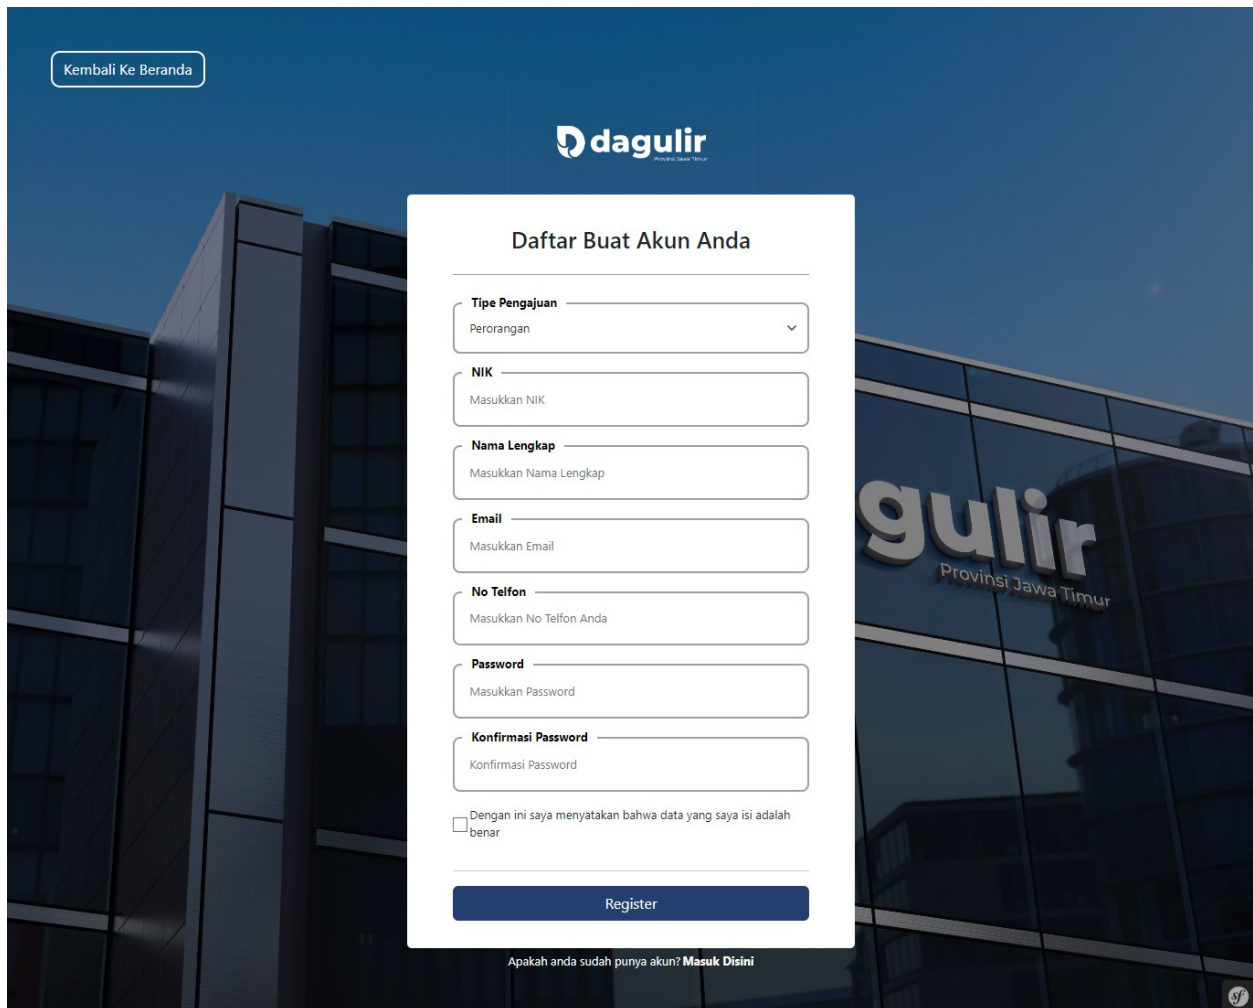 Kembali Ke Beranda
dagulir
Provinsi Jawa Timur
Daftar Buat Akun Anda
Tipe Pengajuan
Perorangan
NIK
Masukkan NIK
Nama Lengkap
Masukkan Nama Lengkap
Email
Masukkan Email
No Telfon
Masukkan No Telfon Anda
Password
Masukkan Password
Konfirmasi Password
Konfirmasi Password
Dengan ini saya menyatakan bahwa data yang saya isi adalah
benar
Register
Apakah anda sudah punya akun? Masuk Disini
gulir
Provinsi Jawa Timur
sf